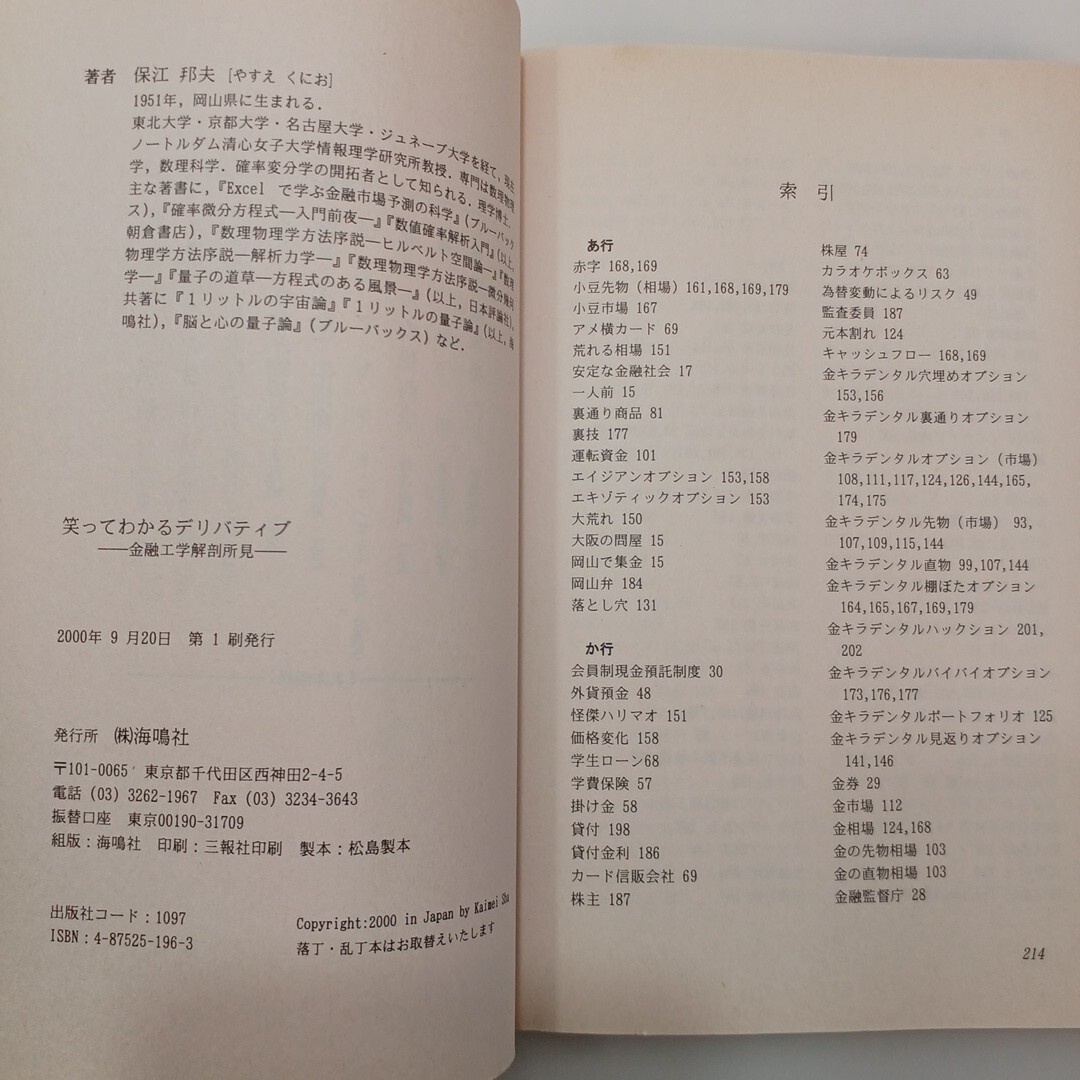 著者 保江 邦夫 [やすえ くにお]
1951年，岡山県に生まれる．
東北大学・京都大学・名古屋大学・ジュネーブ大学を経て，現在
ノートルダム清心女子大学情報理学研究所教授．専門は数理物理
学，数理科学．確率変分学の開拓者として知られる．理学博士．
主な著書に，『Excel で学ぶ金融市場予測の科学』(ブルーバック
ス)，『確率微分方程式―入門前夜―』『数値確率解析入門』(以上，
朝倉書店)，『数理物理学方法序説―ヒルベルト空間論―』『数理
物理学方法序説―解析力学―』『数理物理学方法序説―微分幾何
学―』『量子の道草―方程式のある風景―』(以上，日本評論社)，
共著に『１リットルの宇宙論』『１リットルの量子論』(以上，海
鳴社)，『脳と心の量子論』(ブルーバックス) など．
笑ってわかるデリバティブ
――金融工学解剖所見――
2000年 9 月20日 第 1 刷発行
発行所 ㈱海鳴社
〒101-0065 東京都千代田区西神田2-4-5
電話 (03) 3262-1967 Fax (03) 3234-3643
振替口座 東京00190-31709
組版：海鳴社 印刷：三報社印刷 製本：松島製本
出版社コード：1097
ISBN：4-87525-196-3
Copyright:2000 in Japan by Kaimei Sha
落丁・乱丁本はお取替えいたします
索 引
あ行
赤字 168,169
小豆先物 (相場) 161,168,169,179
小豆市場 167
アメ横カード 69
荒れる相場 151
安定な金融社会 17
一人前 15
裏通り商品 81
裏技 177
運転資金 101
エイジアンオプション 153,158
エキゾティックオプション 153
大荒れ 150
大阪の問屋 15
岡山で集金 15
岡山弁 184
落とし穴 131
か行
会員制現金預託制度 30
外貨預金 48
怪傑ハリマオ 151
価格変化 158
学生ローン68
学費保険 57
掛け金 58
貸付 198
貸付金利 186
カード信販会社 69
株主 187
株屋 74
カラオケボックス 63
為替変動によるリスク 49
監査委員 187
元本割れ 124
キャッシュフロー 168,169
金キラデンタル穴埋めオプション
153,156
金キラデンタル裏通りオプション
179
金キラデンタルオプション (市場)
108,111,117,124,126,144,165,
174,175
金キラデンタル先物 (市場) 93,
107,109,115,144
金キラデンタル直物 99,107,144
金キラデンタル棚ぼたオプション
164,165,167,169,179
金キラデンタルハックション 201,
202
金キラデンタルバイバイオプション
173,176,177
金キラデンタルポートフォリオ 125
金キラデンタル見返りオプション
141,146
金券 29
金市場 112
金相場 124,168
金の先物相場 103
金の直物相場 103
金融監督庁 28
214